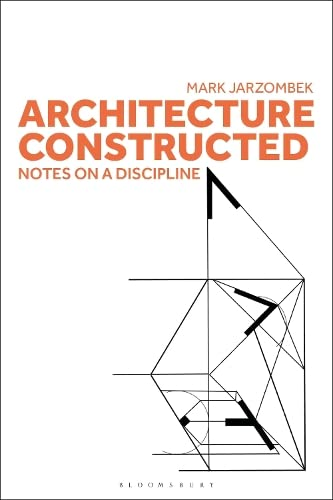 MARK JARZOMBEK
ARCHITECTURE
CONSTRUCTED
NOTES ON A DISCIPLINE
BLOOMSBURY